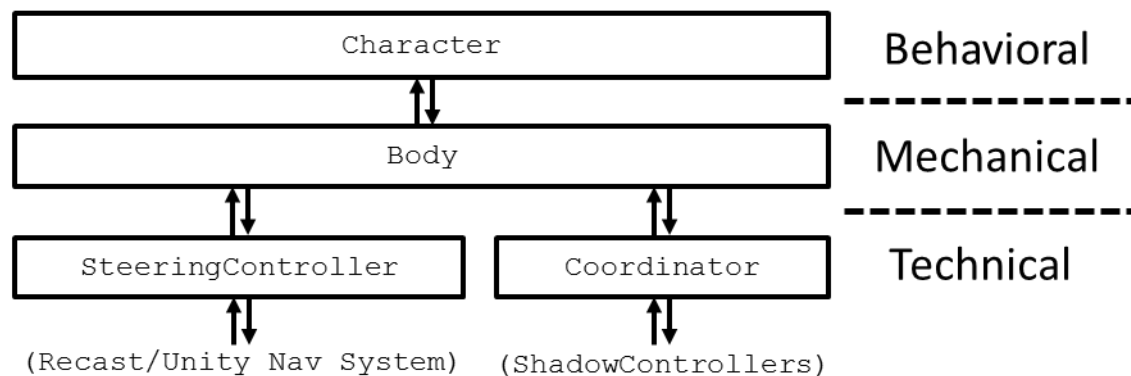 Character
Behavioral
Body
Mechanical
SteeringController
Coordinator
Technical
(Recast/Unity Nav System)
(ShadowControllers)